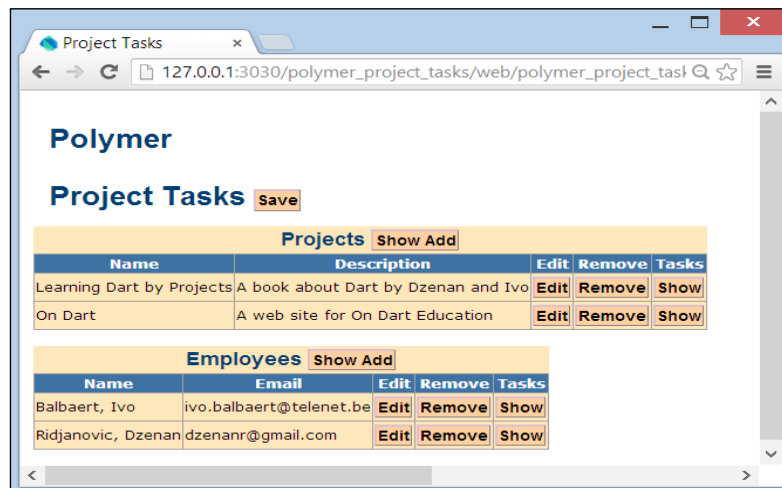 Project Tasks
127.0.0.1:3030/polymer_project_tasks/web/polymer_project_tasl
Polymer
Project Tasks Save
Projects Show Add
Name Description Edit Remove Tasks
Learning Dart by Projects A book about Dart by Dzenan and Ivo Edit Remove Show
On Dart A web site for On Dart Education Edit Remove Show
Employees Show Add
Name Email Edit Remove Tasks
Balbaert, Ivo ivo.balbaert@telenet.be Edit Remove Show
Ridjanovic, Dzenan dzenanr@gmail.com Edit Remove Show